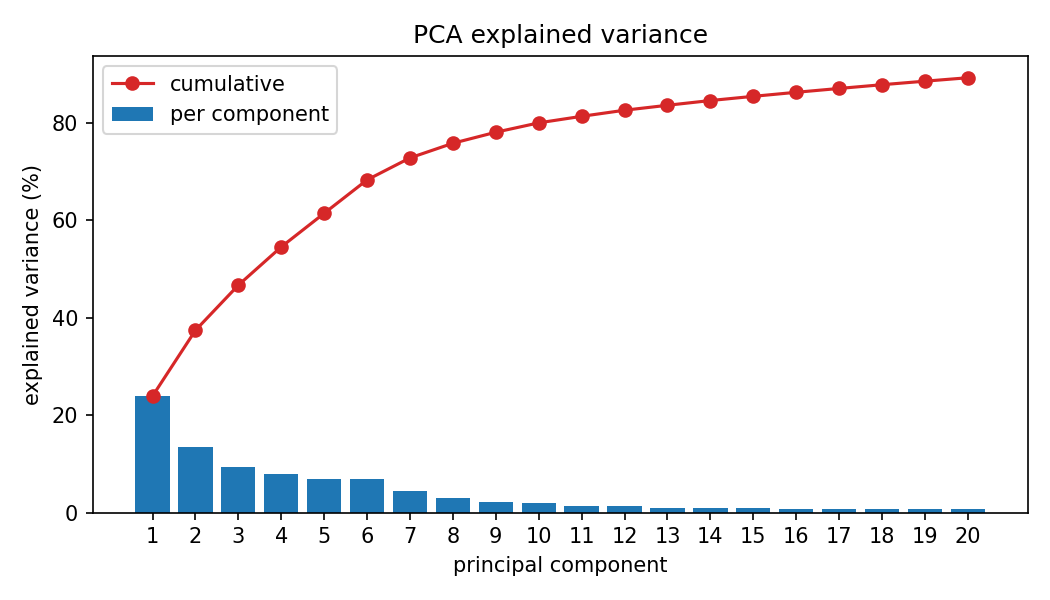 PCA explained variance
cumulative
per component
explained variance (%)
80
60
40
20
0
1 2 3 4 5 6 7 8 9 10 11 12 13 14 15 16 17 18 19 20
principal component